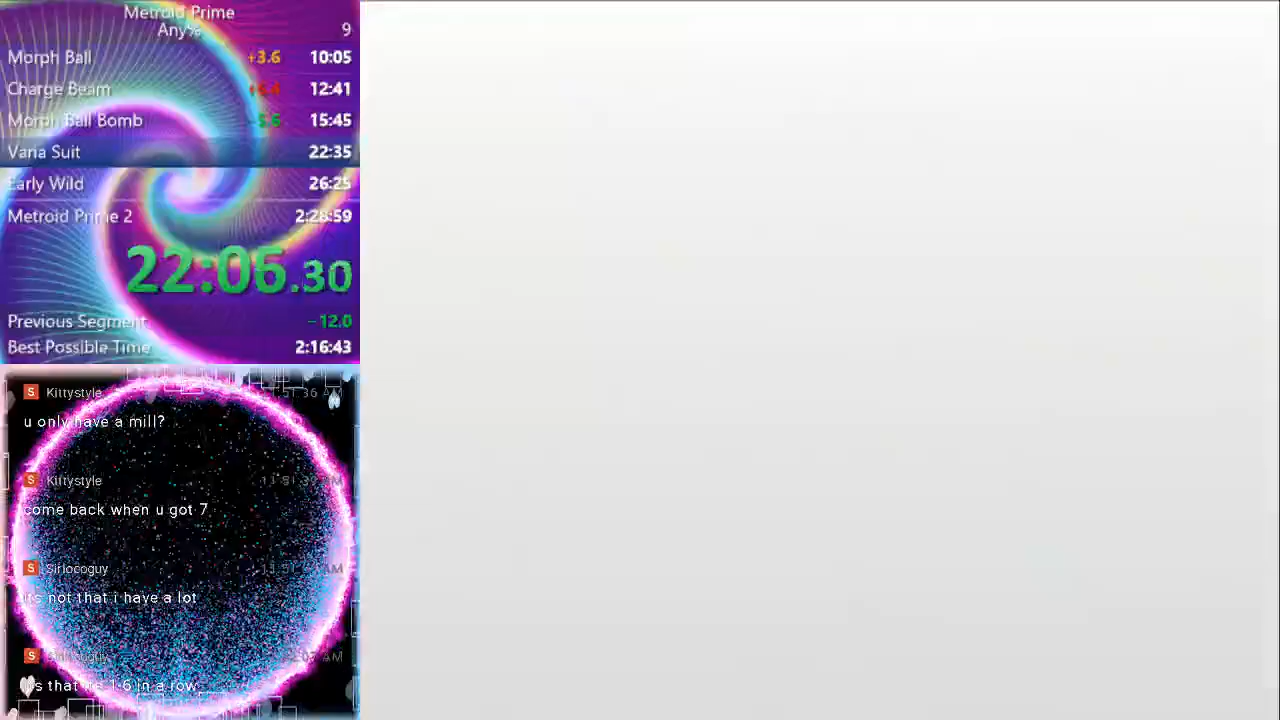 Metroid Prime
Any% 9
Morph Ball +3.6 10:05
Charge Beam 12:41
Morph Ball Bomb 15:45
Varia Suit 22:35
Early Wild 26:25
Metroid Prime 2 2:28:59
22:06.30
Previous Segment −12.0
Best Possible Time 2:16:43
S Kittystyle
u only have a mill?
S Kittystyle
come back when u got 7
S Sirlocoguy
its not that i have a lot
S Sirlocoguy
in a row